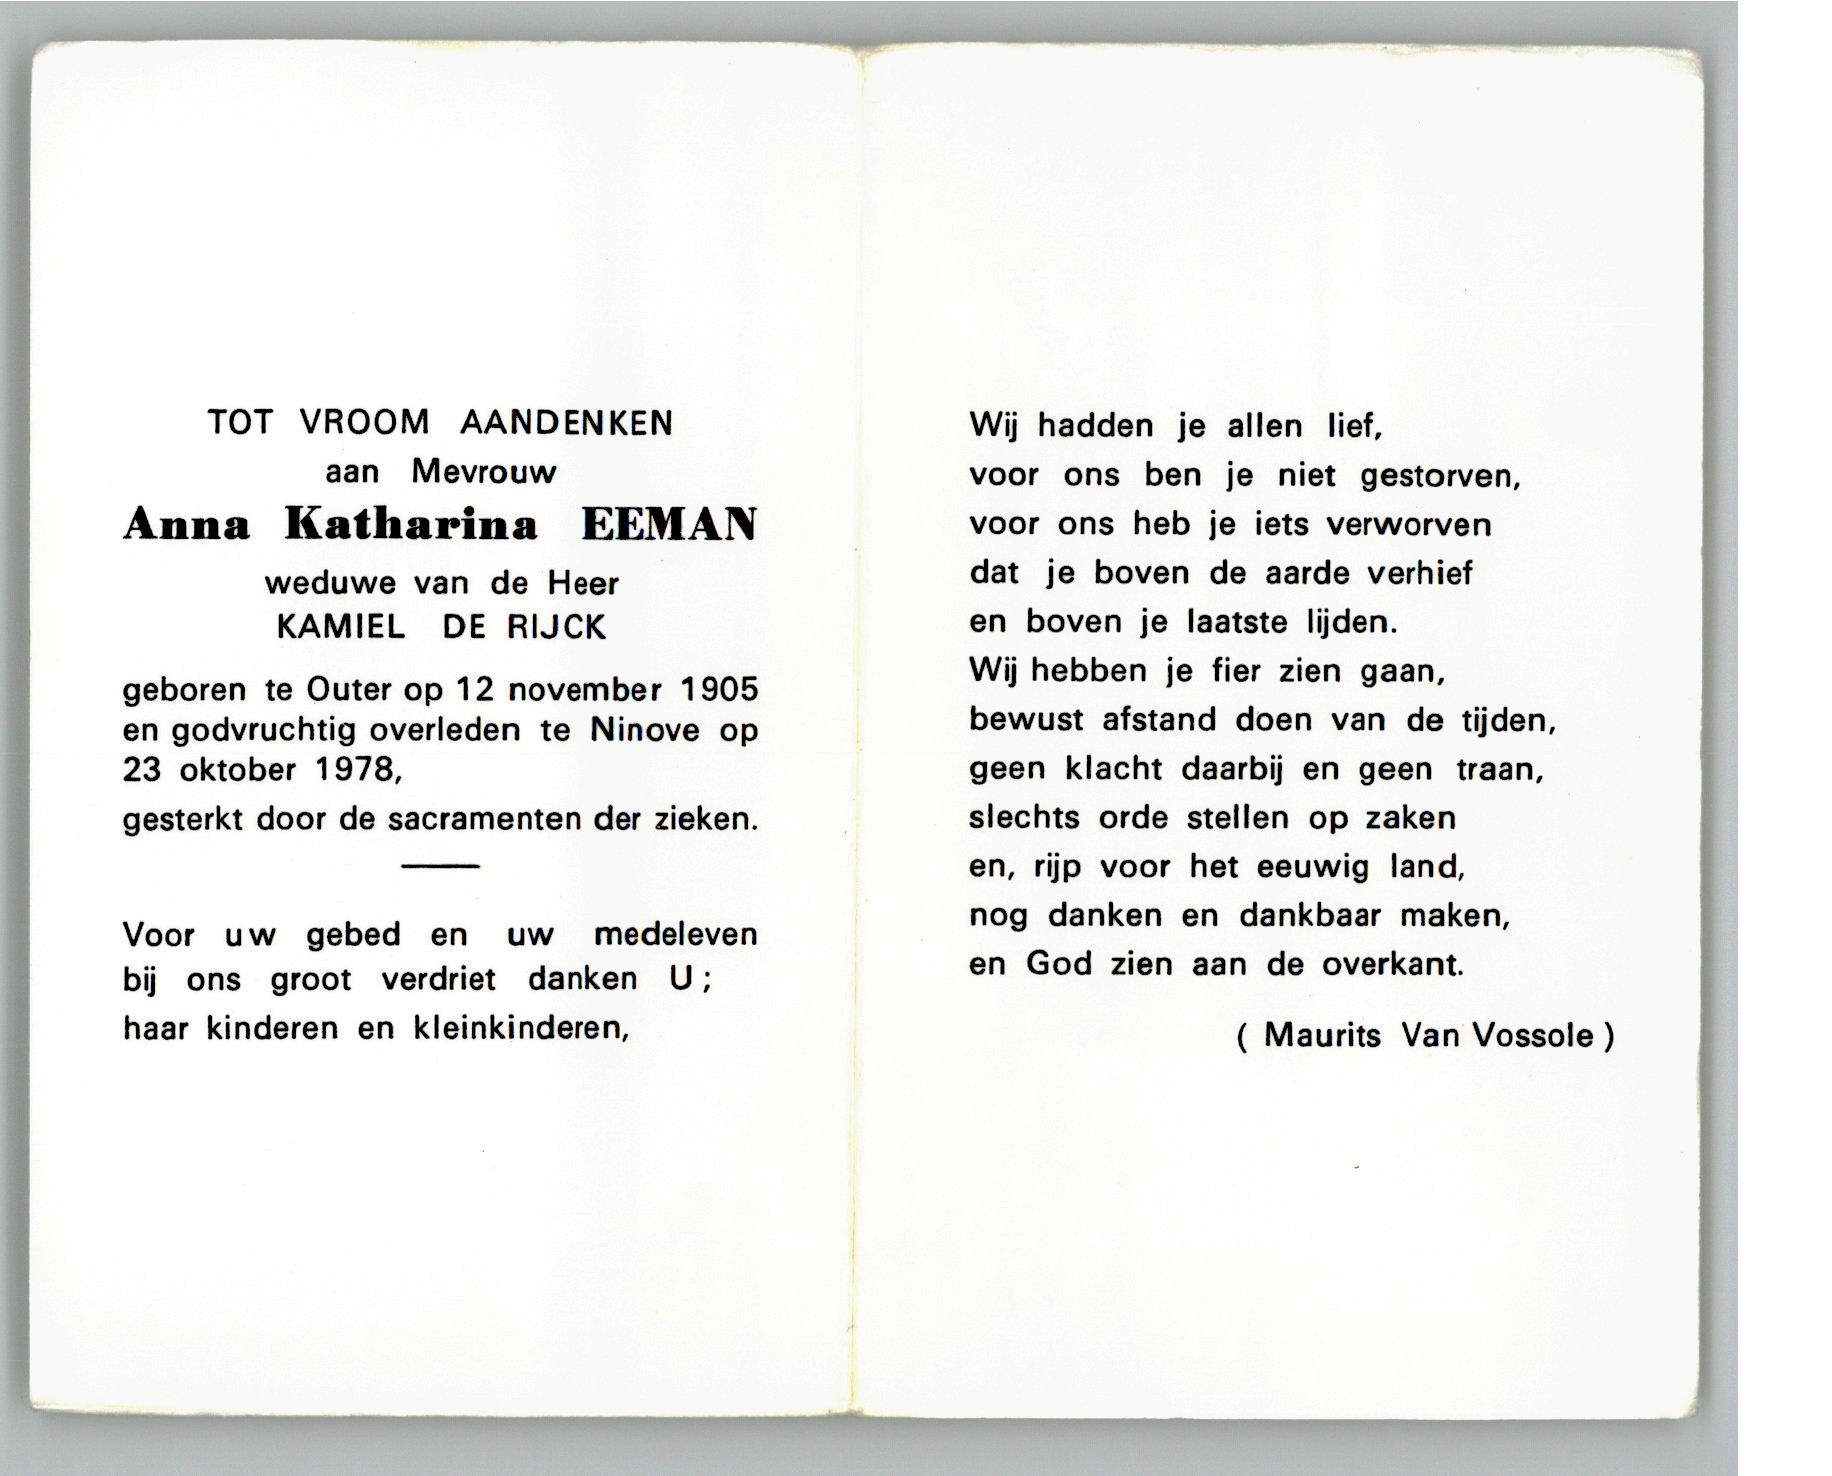 TOT VROOM AANDENKEN
aan Mevrouw
Anna Katharina EEMAN
weduwe van de Heer
KAMIEL DE RIJCK
geboren te Outer op 12 november 1905
en godvruchtig overleden te Ninove op
23 oktober 1978,
gesterkt door de sacramenten der zieken.
Voor uw gebed en uw medeleven
bij ons groot verdriet danken U;
haar kinderen en kleinkinderen,
Wij hadden je allen lief,
voor ons ben je niet gestorven,
voor ons heb je iets verworven
dat je boven de aarde verhief
en boven je laatste lijden.
Wij hebben je fier zien gaan,
bewust afstand doen van de tijden,
geen klacht daarbij en geen traan,
slechts orde stellen op zaken
en, rijp voor het eeuwig land,
nog danken en dankbaar maken,
en God zien aan de overkant.
( Maurits Van Vossole )